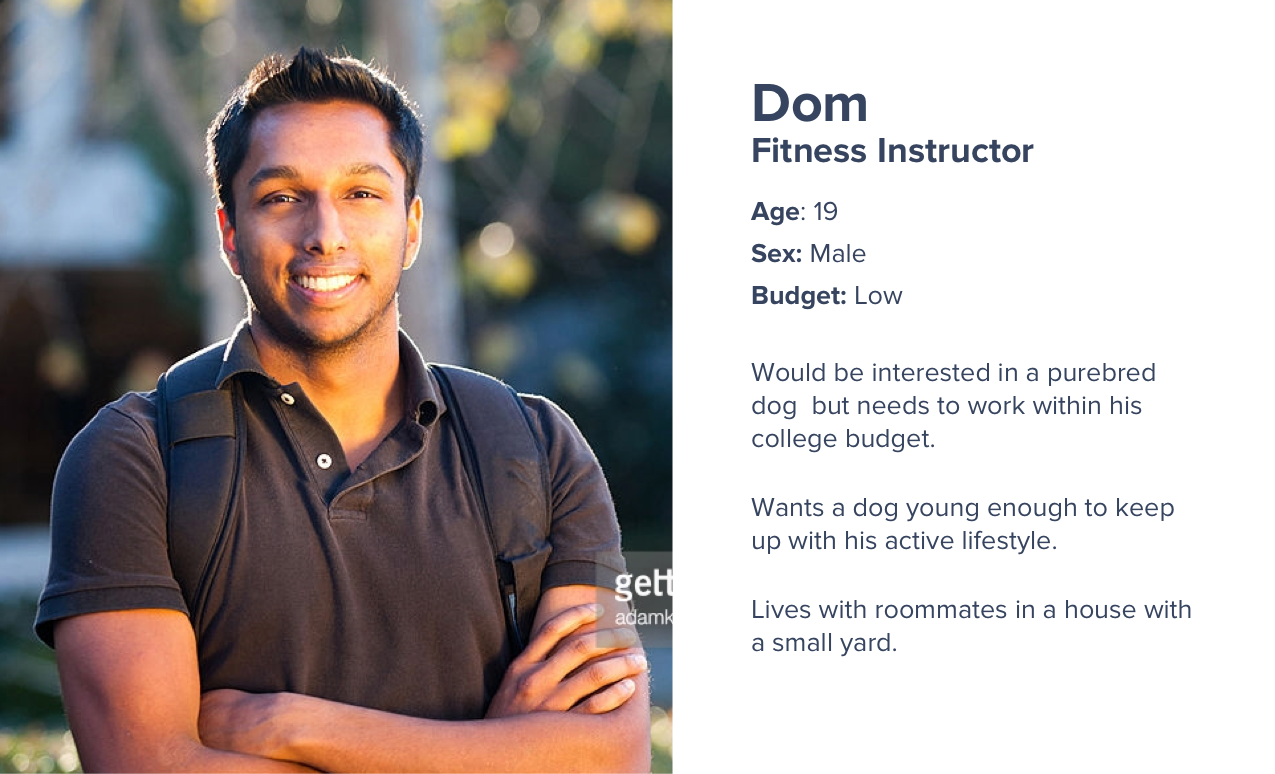 Dom
Fitness Instructor
Age: 19
Sex: Male
Budget: Low
Would be interested in a purebred
dog  but needs to work within his
college budget.
Wants a dog young enough to keep
up with his active lifestyle.
Lives with roommates in a house with
a small yard.
gett
adamk